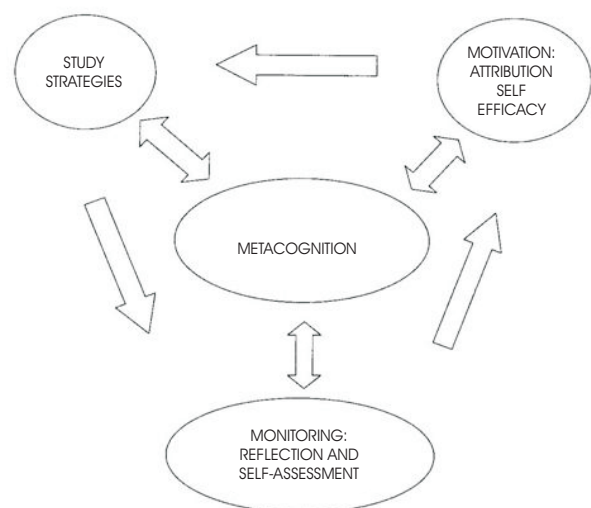 STUDY
STRATEGIES
MOTIVATION:
ATTRIBUTION
SELF
EFFICACY
METACOGNITION
MONITORING:
REFLECTION AND
SELF-ASSESSMENT